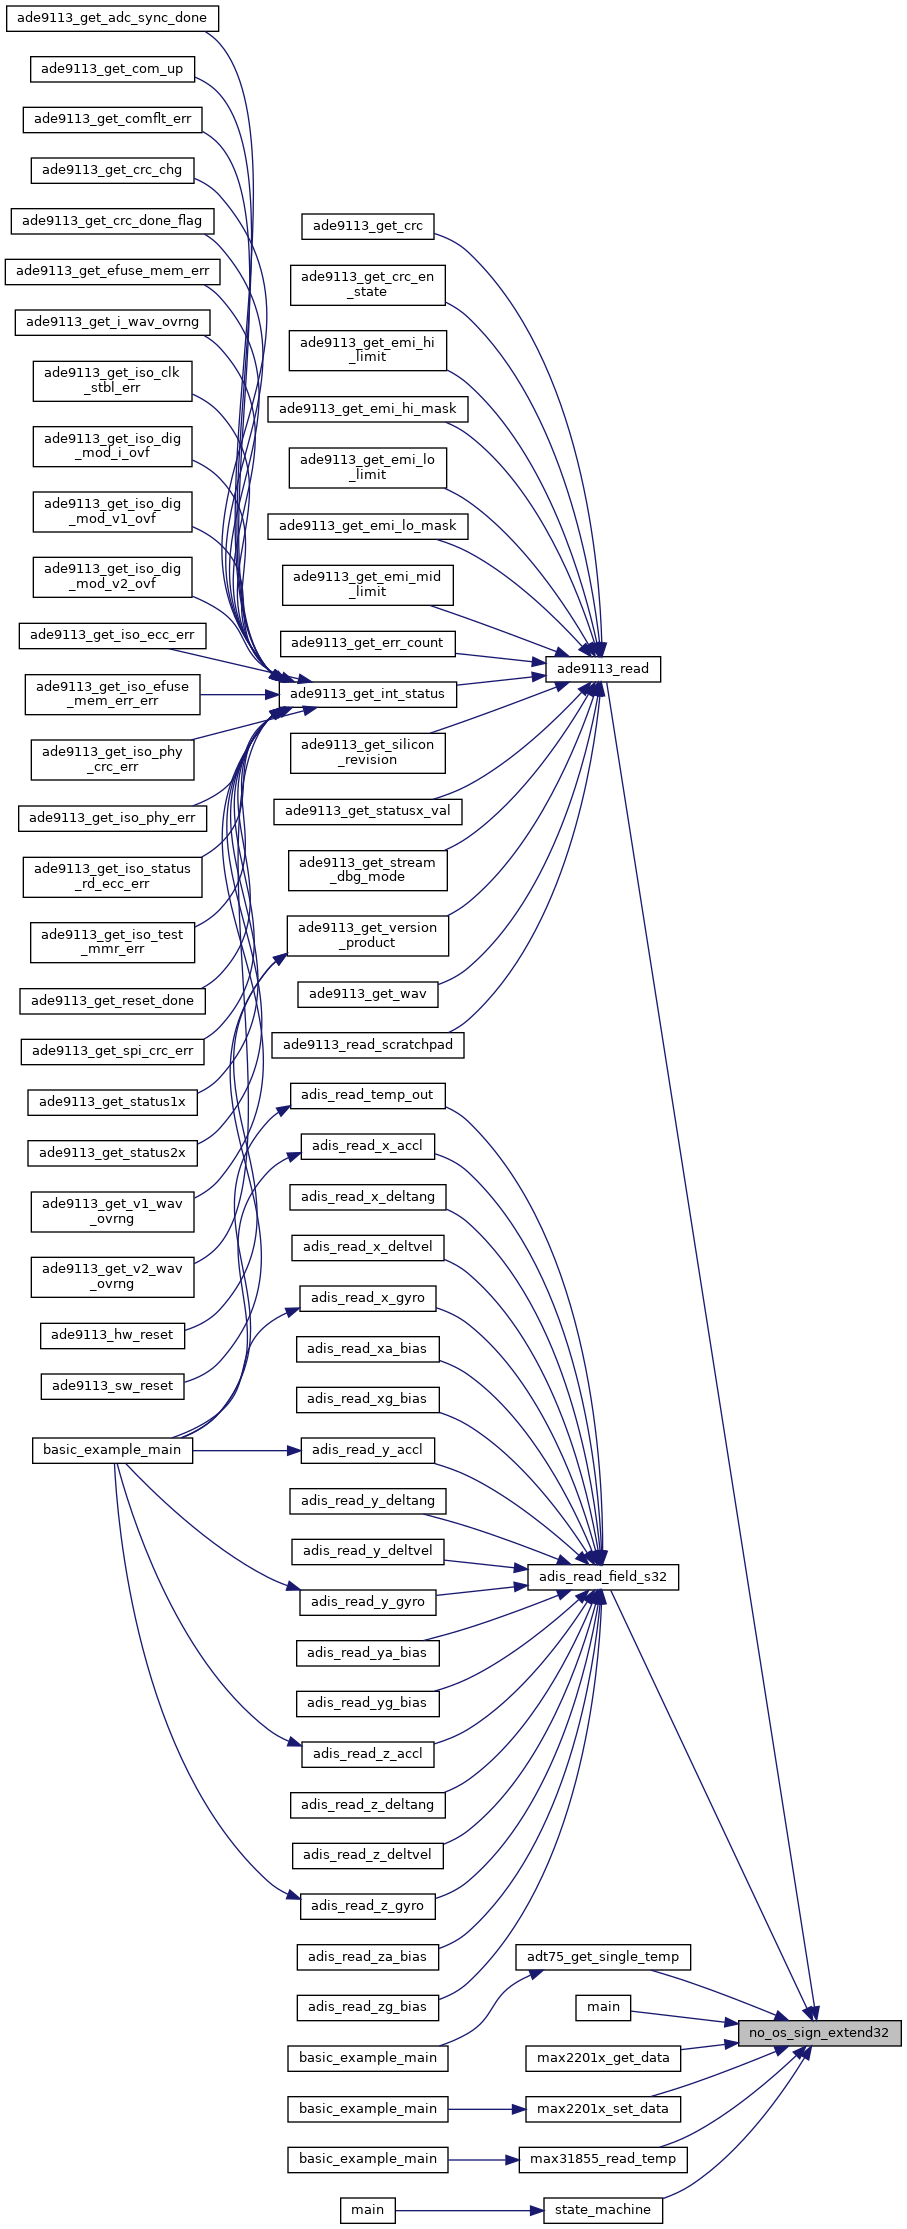 ade9113_get_adc_sync_done
ade9113_get_com_up
ade9113_get_comflt_err
ade9113_get_crc_chg
ade9113_get_crc_done_flag
ade9113_get_efuse_mem_err
ade9113_get_i_wav_ovrng
ade9113_get_iso_clk
_stbl_err
ade9113_get_iso_dig
_mod_i_ovf
ade9113_get_iso_dig
_mod_v1_ovf
ade9113_get_iso_dig
_mod_v2_ovf
ade9113_get_iso_ecc_err
ade9113_get_iso_efuse
_mem_err_err
ade9113_get_iso_phy
_crc_err
ade9113_get_iso_phy_err
ade9113_get_iso_status
_rd_ecc_err
ade9113_get_iso_test
_mmr_err
ade9113_get_reset_done
ade9113_get_spi_crc_err
ade9113_get_status1x
ade9113_get_status2x
ade9113_get_v1_wav
_ovrng
ade9113_get_v2_wav
_ovrng
ade9113_hw_reset
ade9113_sw_reset
basic_example_main
ade9113_get_crc
ade9113_get_crc_en
_state
ade9113_get_emi_hi
_limit
ade9113_get_emi_hi_mask
ade9113_get_emi_lo
_limit
ade9113_get_emi_lo_mask
ade9113_get_emi_mid
_limit
ade9113_get_err_count
ade9113_get_int_status
ade9113_get_silicon
_revision
ade9113_get_statusx_val
ade9113_get_stream
_dbg_mode
ade9113_get_version
_product
ade9113_get_wav
ade9113_read_scratchpad
adis_read_temp_out
adis_read_x_accl
adis_read_x_deltang
adis_read_x_deltvel
adis_read_x_gyro
adis_read_xa_bias
adis_read_xg_bias
adis_read_y_accl
adis_read_y_deltang
adis_read_y_deltvel
adis_read_y_gyro
adis_read_ya_bias
adis_read_yg_bias
adis_read_z_accl
adis_read_z_deltang
adis_read_z_deltvel
adis_read_z_gyro
adis_read_za_bias
adis_read_zg_bias
basic_example_main
basic_example_main
basic_example_main
main
ade9113_read
adis_read_field_s32
adt75_get_single_temp
main
max2201x_get_data
max2201x_set_data
max31855_read_temp
state_machine
no_os_sign_extend32